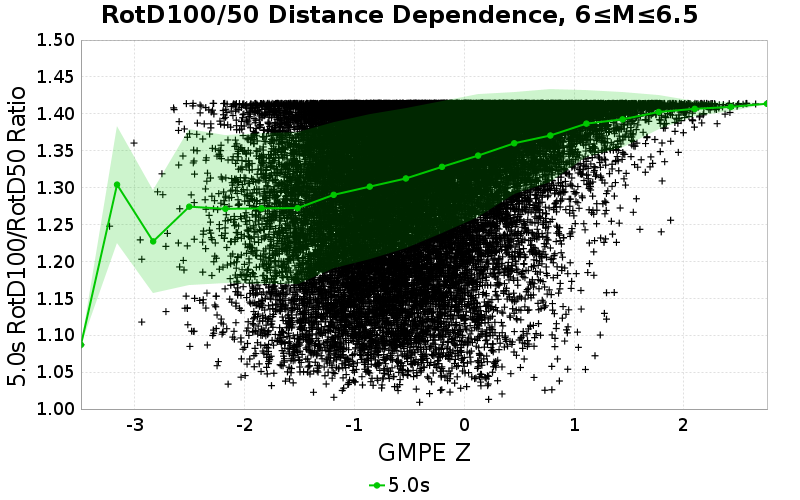 RotD100/50 Distance Dependence, 6≤M≤6.5
5.0s RotD100/RotD50 Ratio
1.50
1.45
1.40
1.35
1.30
1.25
1.20
1.15
1.10
1.05
1.00
-3 -2 -1 0 1 2
GMPE Z
5.0s